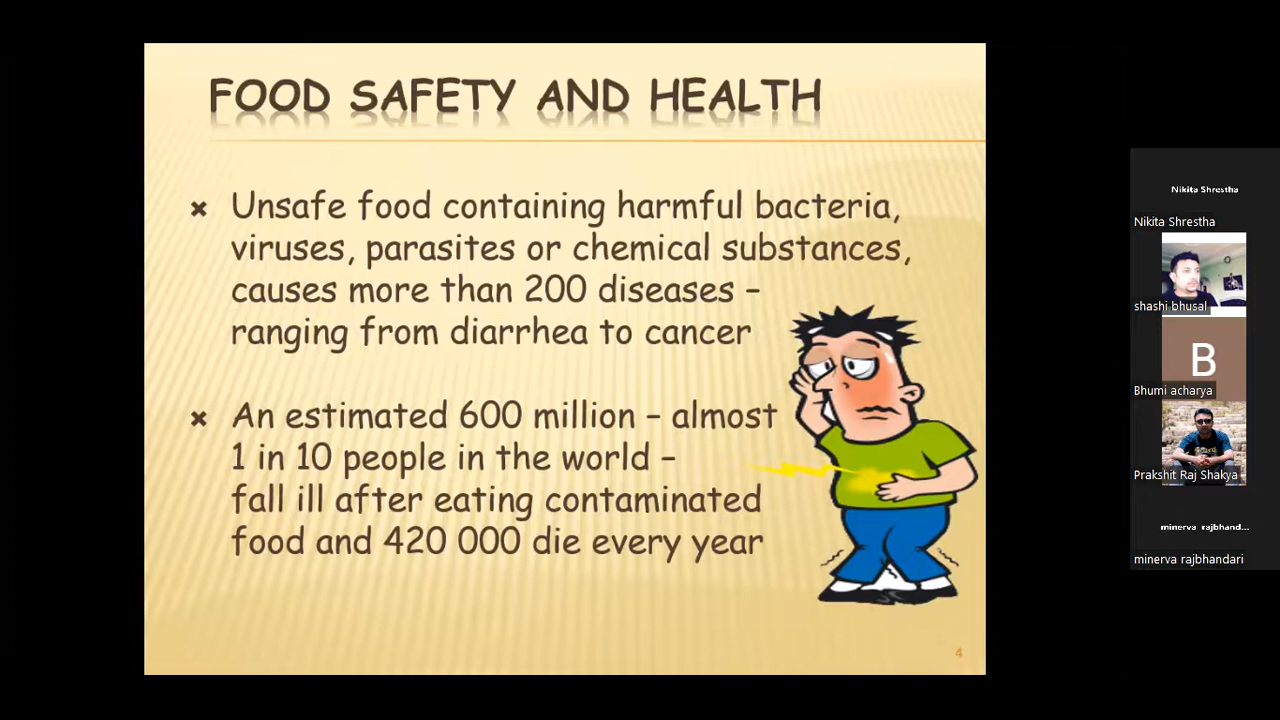 FOOD SAFETY AND HEALTH
Unsafe food containing harmful bacteria,
viruses, parasites or chemical substances,
causes more than 200 diseases –
ranging from diarrhea to cancer
An estimated 600 million – almost
1 in 10 people in the world –
fall ill after eating contaminated
food and 420 000 die every year
4
Nikita Shrestha
Nikita Shrestha
shashi bhusal
B
Bhumi acharya
Prakshit Raj Shakya
minerva rajbhand...
minerva rajbhandari